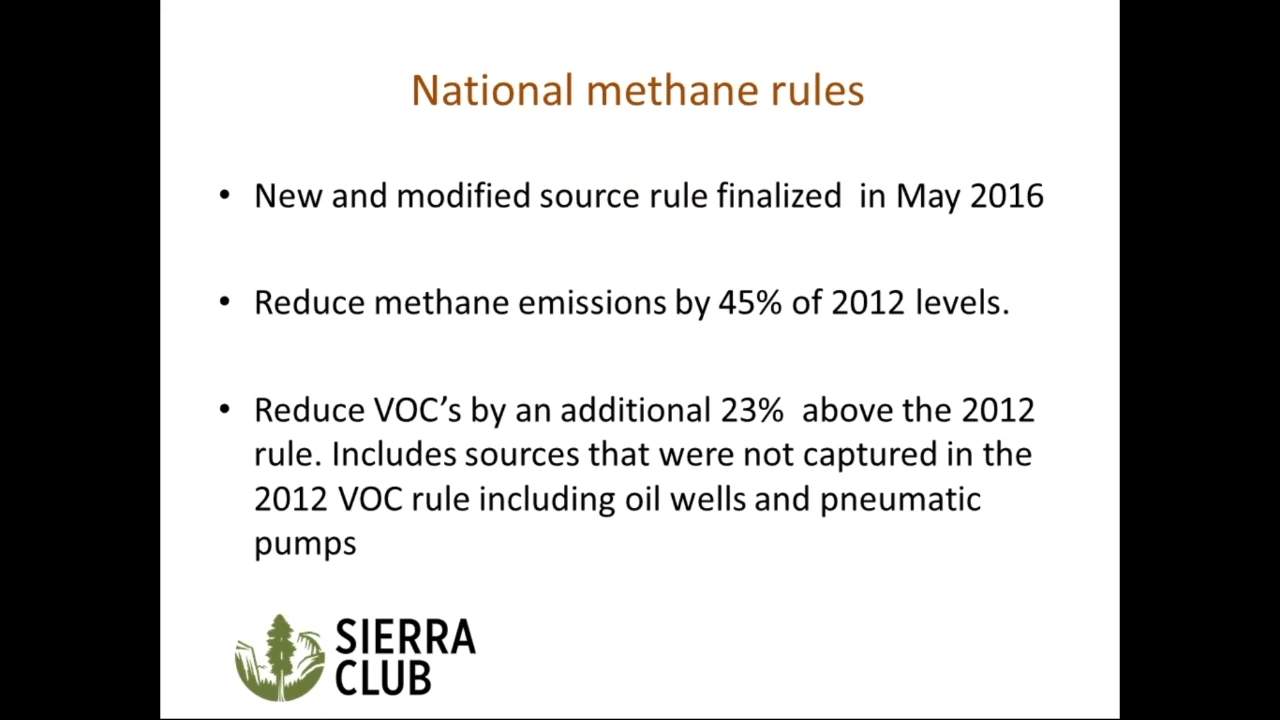 National methane rules
• New and modified source rule finalized  in May 2016
• Reduce methane emissions by 45% of 2012 levels.
• Reduce VOC’s by an additional 23%  above the 2012
rule. Includes sources that were not captured in the
2012 VOC rule including oil wells and pneumatic
pumps
SIERRA
CLUB